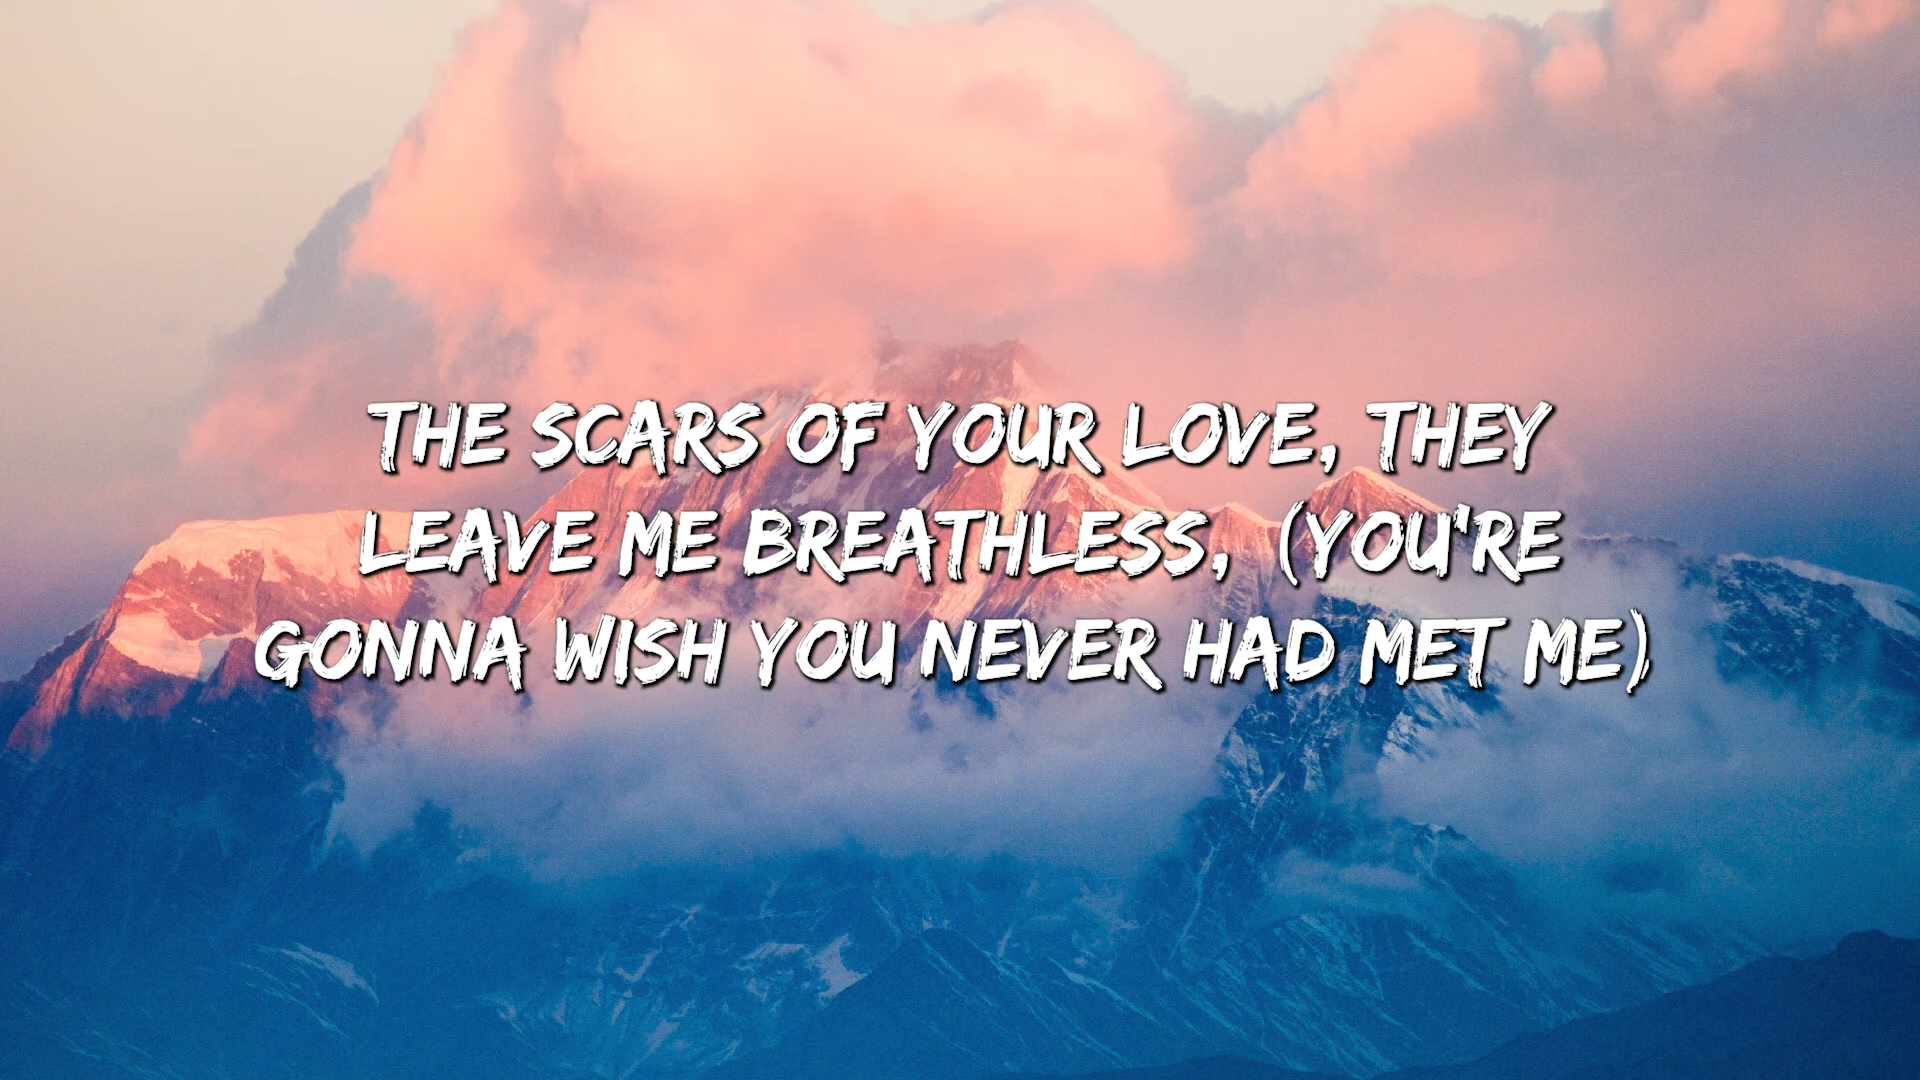 THE SCARS OF YOUR LOVE, THEY
LEAVE ME BREATHLESS, (YOU'RE
GONNA WISH YOU NEVER HAD MET ME)